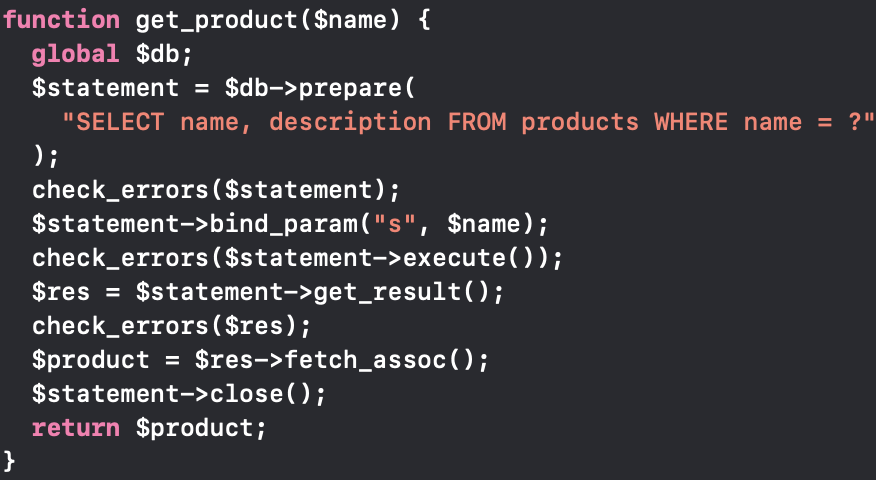 function get_product($name) {
  global $db;
  $statement = $db->prepare(
    "SELECT name, description FROM products WHERE name = ?"
  );
  check_errors($statement);
  $statement->bind_param("s", $name);
  check_errors($statement->execute());
  $res = $statement->get_result();
  check_errors($res);
  $product = $res->fetch_assoc();
  $statement->close();
  return $product;
}